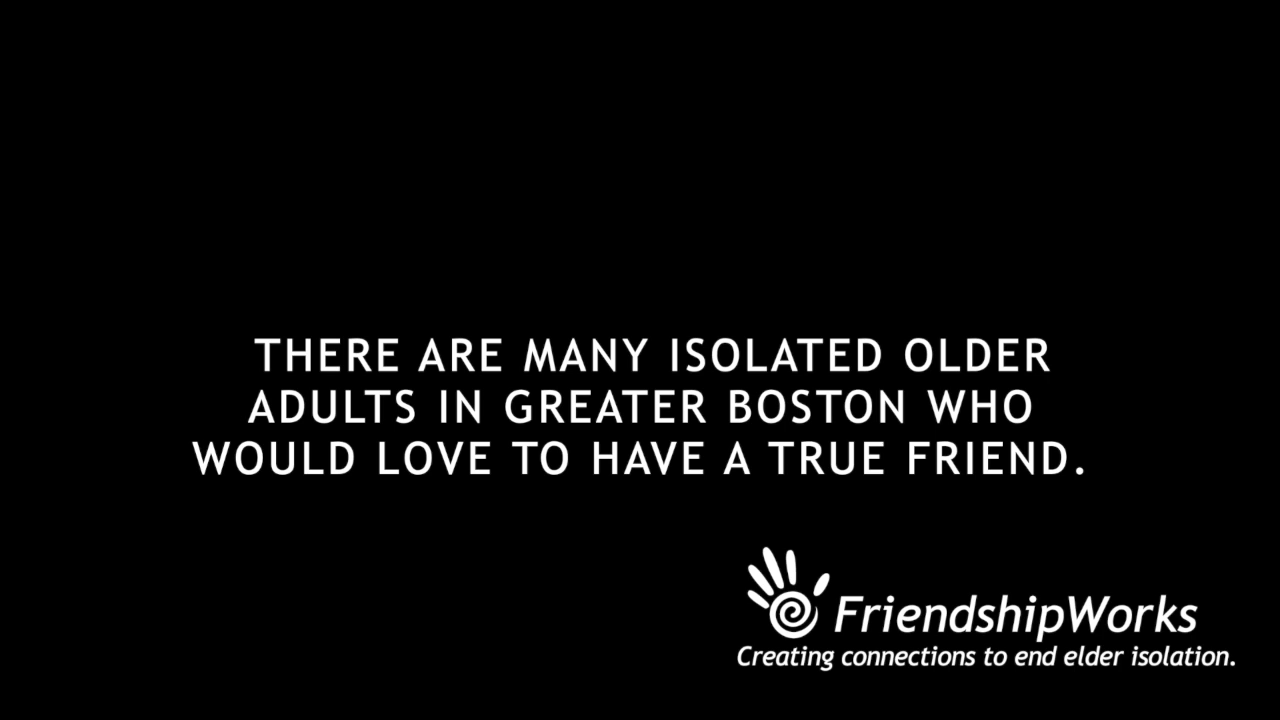 THERE ARE MANY ISOLATED OLDER
ADULTS IN GREATER BOSTON WHO
WOULD LOVE TO HAVE A TRUE FRIEND.
FriendshipWorks
Creating connections to end elder isolation.